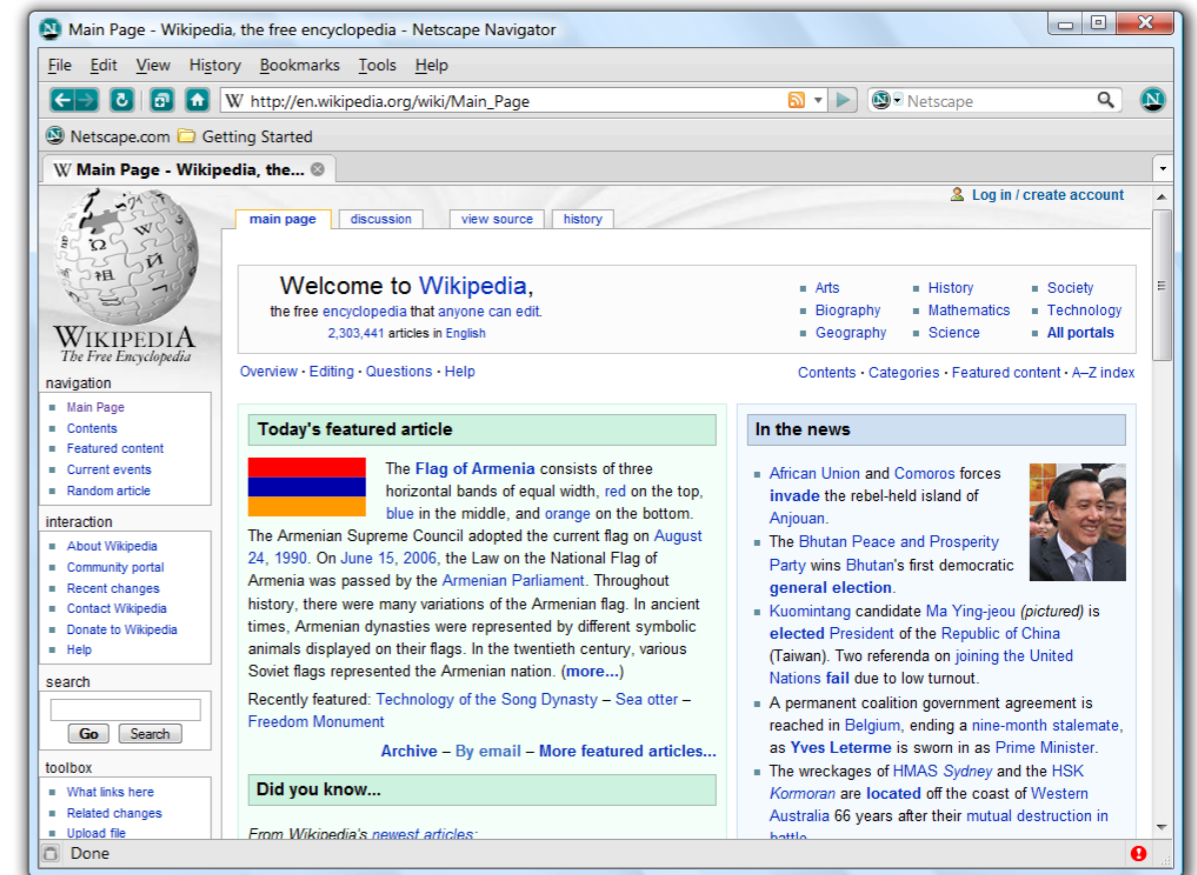 Main Page - Wikipedia, the free encyclopedia - Netscape Navigator
File Edit View History Bookmarks Tools Help
W http://en.wikipedia.org/wiki/Main_Page
Netscape
Netscape.com Getting Started
W Main Page - Wikipedia, the...
Log in / create account
main page discussion view source history
WIKIPEDIA
The Free Encyclopedia
navigation
Main Page
Contents
Featured content
Current events
Random article
interaction
About Wikipedia
Community portal
Recent changes
Contact Wikipedia
Donate to Wikipedia
Help
search
Go Search
toolbox
What links here
Related changes
Upload file
Welcome to Wikipedia,
the free encyclopedia that anyone can edit.
2,303,441 articles in English
Arts
Biography
Geography
History
Mathematics
Science
Society
Technology
All portals
Overview · Editing · Questions · Help
Contents · Categories · Featured content · A–Z index
Today's featured article
The Flag of Armenia consists of three
horizontal bands of equal width, red on the top,
blue in the middle, and orange on the bottom.
The Armenian Supreme Council adopted the current flag on August
24, 1990. On June 15, 2006, the Law on the National Flag of
Armenia was passed by the Armenian Parliament. Throughout
history, there were many variations of the Armenian flag. In ancient
times, Armenian dynasties were represented by different symbolic
animals displayed on their flags. In the twentieth century, various
Soviet flags represented the Armenian nation. (more...)
Recently featured: Technology of the Song Dynasty – Sea otter –
Freedom Monument
Archive – By email – More featured articles...
Did you know...
From Wikipedia's newest articles:
In the news
African Union and Comoros forces
invade the rebel-held island of
Anjouan.
The Bhutan Peace and Prosperity
Party wins Bhutan's first democratic
general election.
Kuomintang candidate Ma Ying-jeou (pictured) is
elected President of the Republic of China
(Taiwan). Two referenda on joining the United
Nations fail due to low turnout.
A permanent coalition government agreement is
reached in Belgium, ending a nine-month stalemate,
as Yves Leterme is sworn in as Prime Minister.
The wreckages of HMAS Sydney and the HSK
Kormoran are located off the coast of Western
Australia 66 years after their mutual destruction in
battle
Done